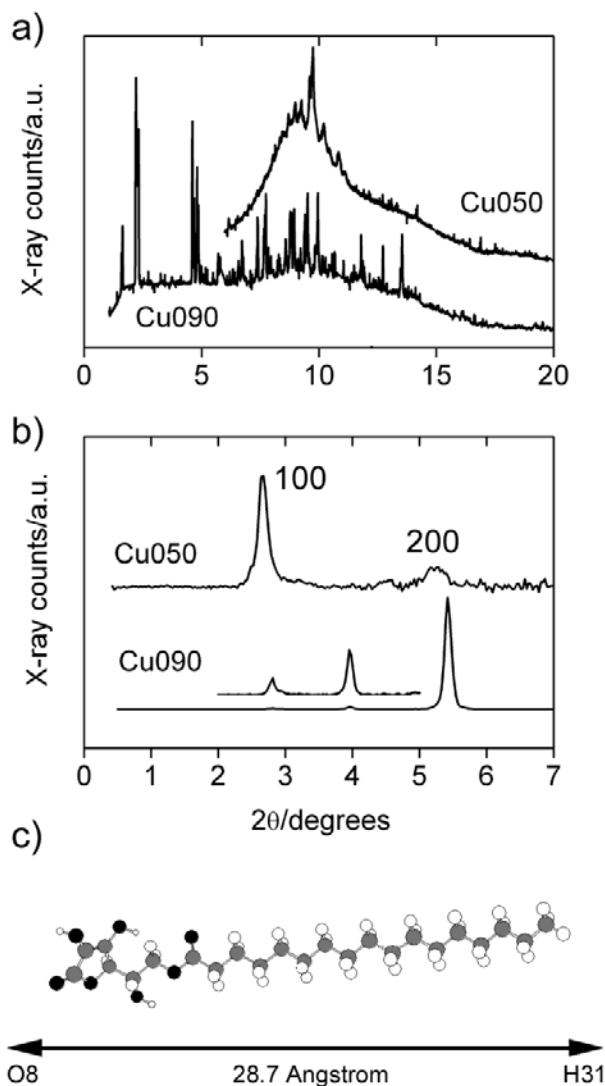 a)
X-ray counts/a.u.
Cu050
Cu090
0 5 10 15 20
b)
X-ray counts/a.u.
100
Cu050
200
Cu090
0 1 2 3 4 5 6 7
2θ/degrees
c)
O8 28.7 Angstrom H31